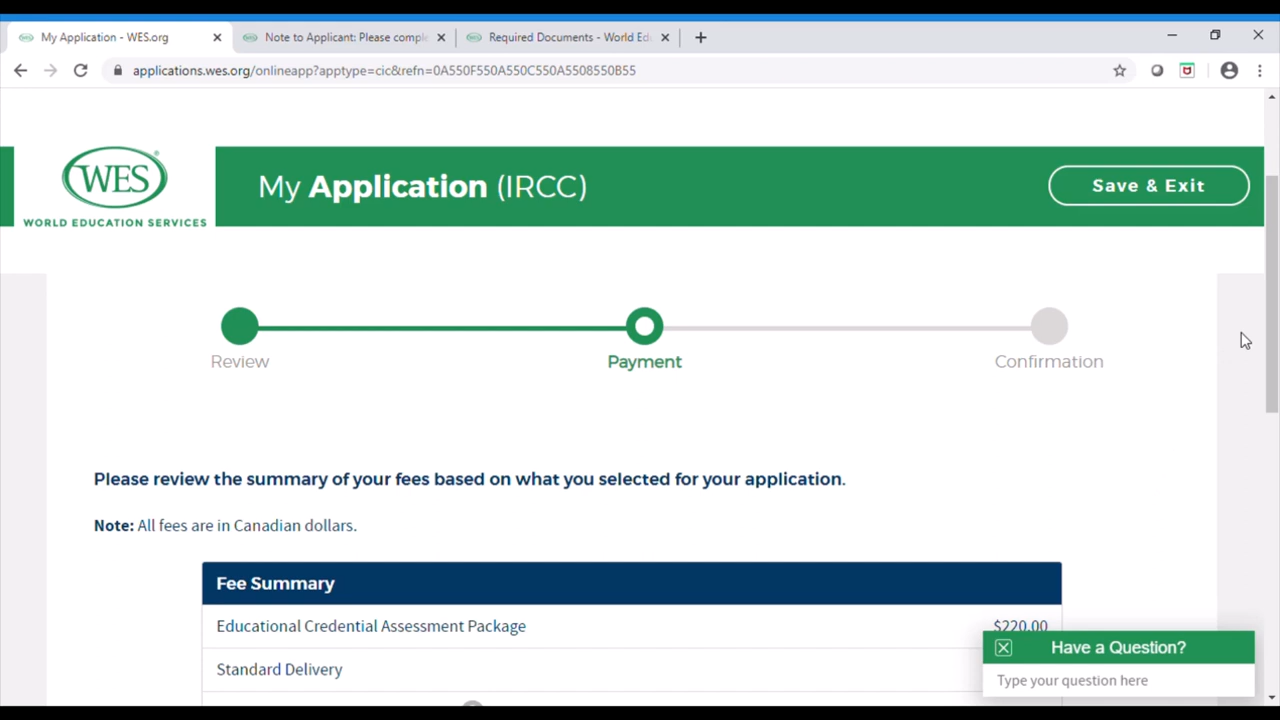 My Application - WES.org
Note to Applicant: Please comple
Required Documents - World Edu
applications.wes.org/onlineapp?apptype=cic&refn=0A550F550A550C550A5508550B55
WES
®
WORLD EDUCATION SERVICES
My Application (IRCC)
Save & Exit
Review
Payment
Confirmation
Please review the summary of your fees based on what you selected for your application.
Note: All fees are in Canadian dollars.
Fee Summary
Educational Credential Assessment Package
$220.00
Standard Delivery
Have a Question?
Type your question here